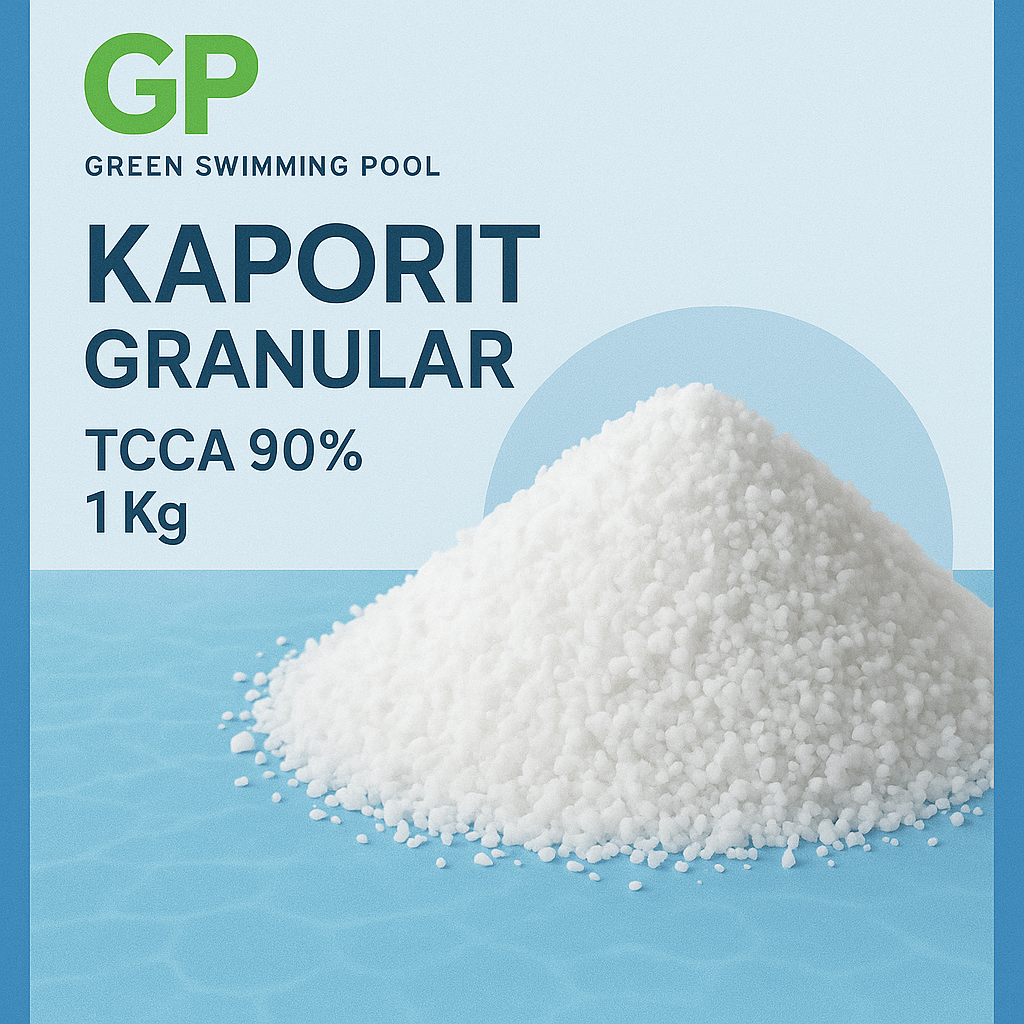 GP
GREEN SWIMMING POOL
KAPORIT
GRANULAR
TCCA 90%
1 Kg